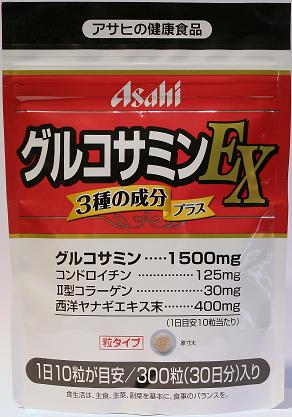 アサヒの健康食品
Asahi
グルコサミンEX
3種の成分プラス
グルコサミン‥‥‥1500mg
コンドロイチン‥‥‥‥‥‥125mg
Ⅱ型コラーゲン‥‥‥‥‥‥30mg
西洋ヤナギエキス末‥‥‥‥400mg
(1日目安10粒当たり)
粒タイプ 原寸大
1日10粒が目安/300粒(30日分)入り
食生活は、主食、主菜、副菜を基本に、食事のバランスを。